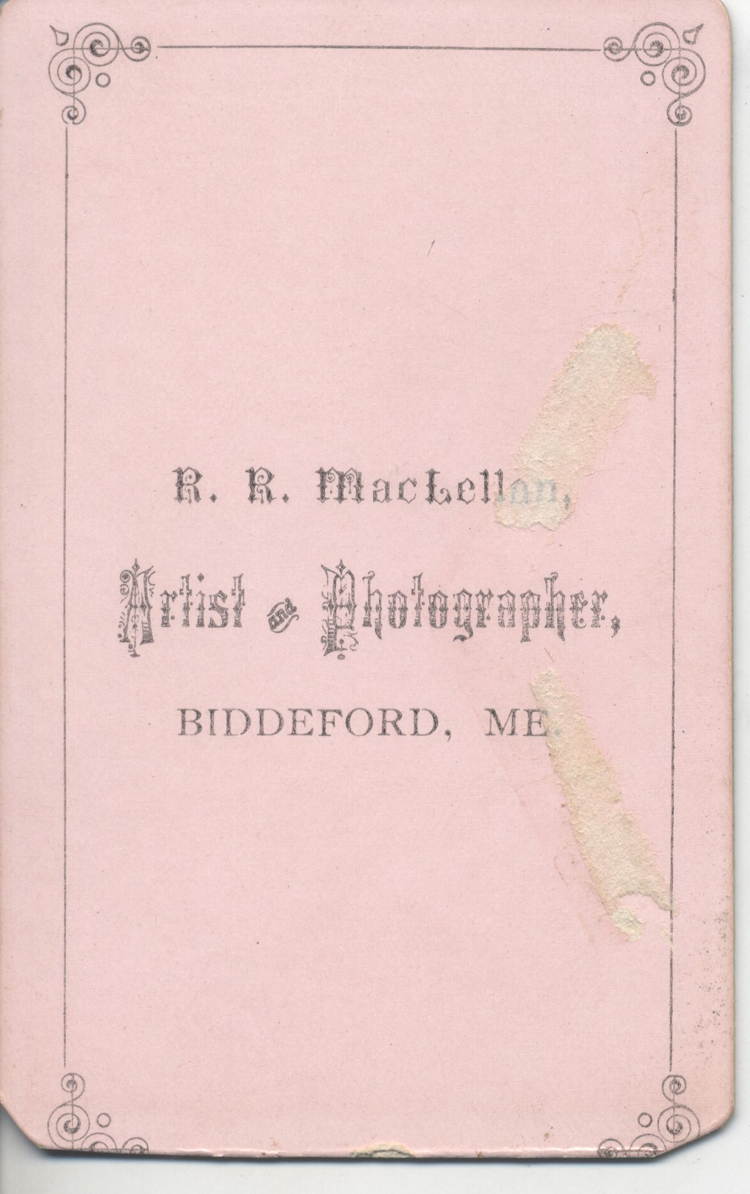 R. R. MacLellan,
Artist and Photographer,
BIDDEFORD, ME.